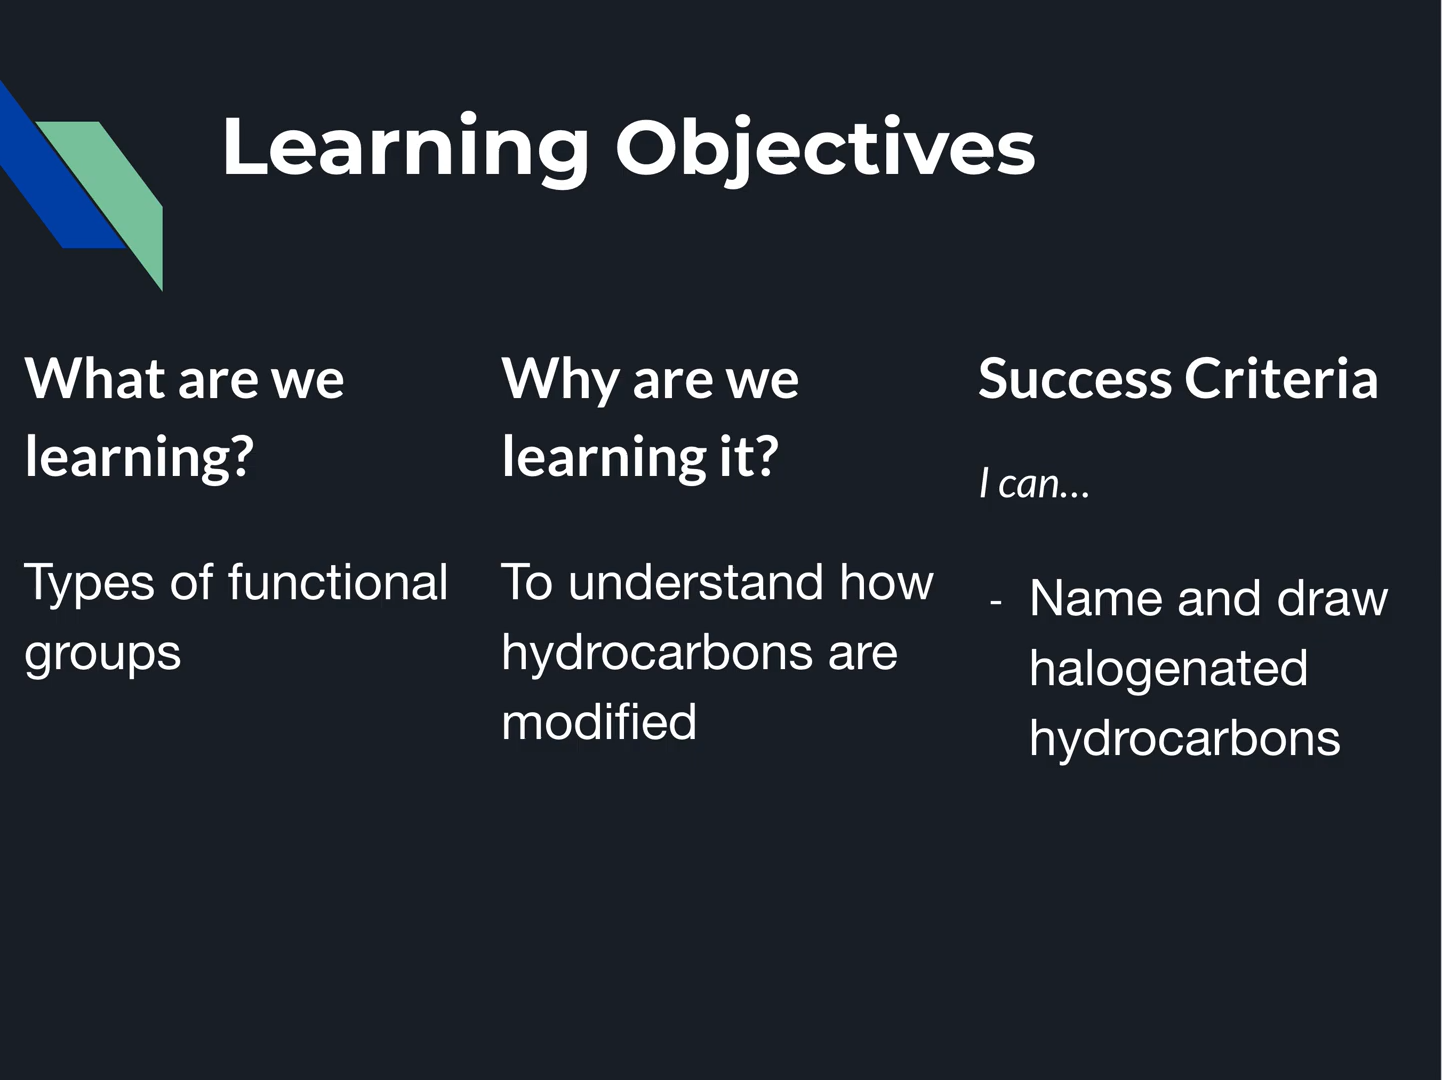 Learning Objectives
What are we
learning?
Types of functional
groups
Why are we
learning it?
To understand how
hydrocarbons are
modified
Success Criteria
I can...
- Name and draw
halogenated
hydrocarbons